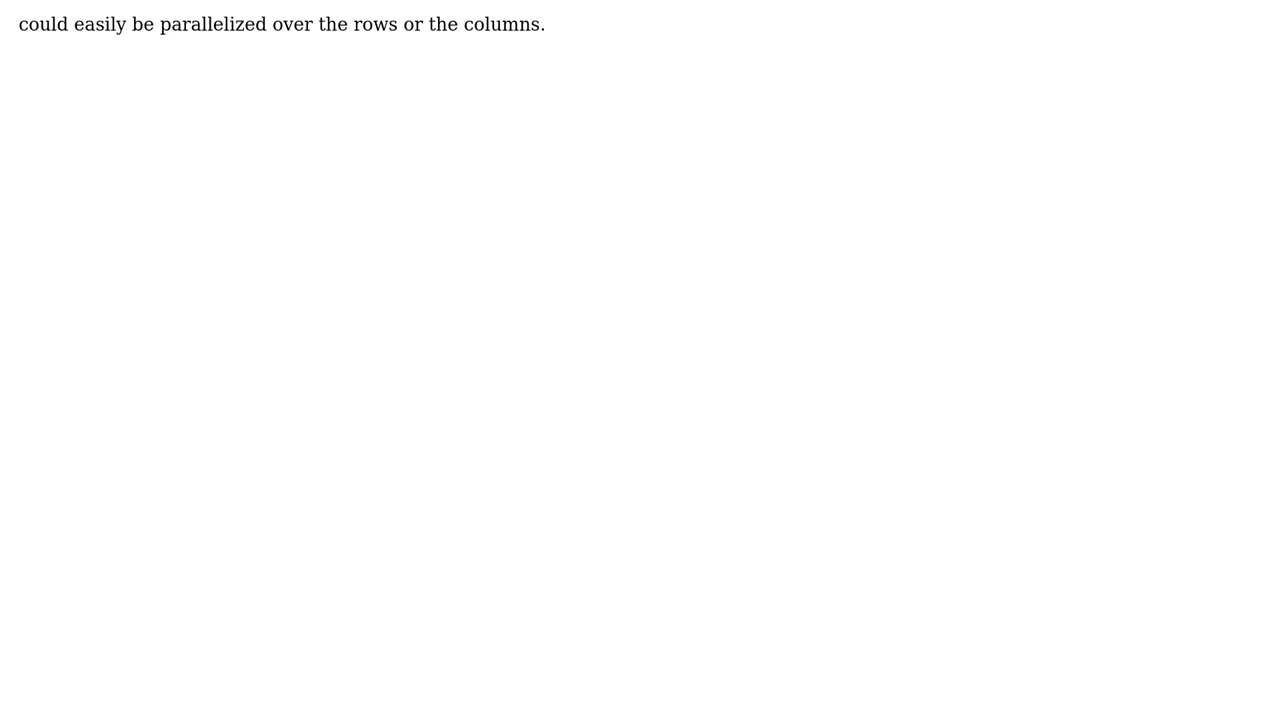 could easily be parallelized over the rows or the columns.